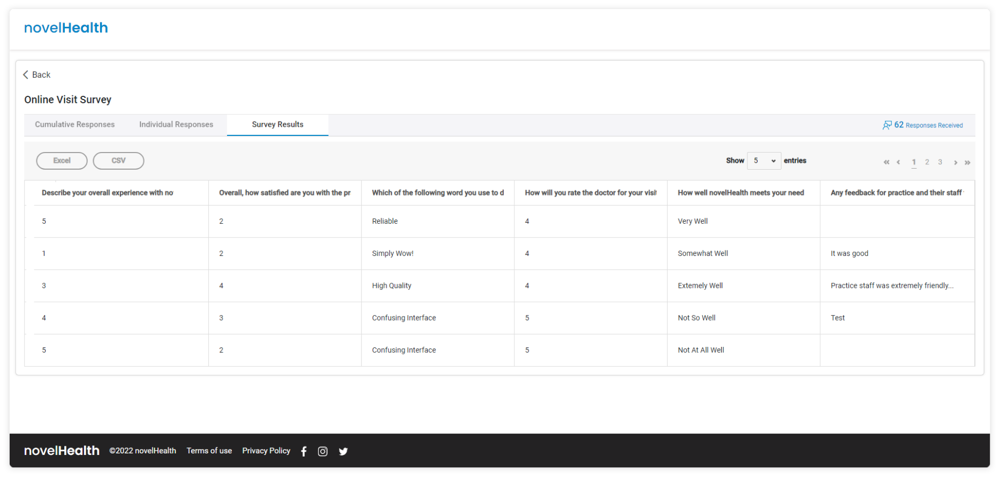 novelHealth
Back
Online Visit Survey
Cumulative Responses Individual Responses Survey Results 62 Responses Received
Excel CSV Show 5 entries « ‹ 1 2 3 › »
Describe your overall experience with Overall, how satisfied are you with the Which of the following word you use to How will you rate the doctor for your How well novelHealth meets your need Any feedback for practice and their staff
5 2 Reliable 4 Very Well
1 2 Simply Wow! 4 Somewhat Well It was good
3 4 High Quality 4 Extemely Well Practice staff was extremely friendly...
4 3 Confusing Interface 5 Not So Well Test
5 2 Confusing Interface 5 Not At All Well
novelHealth ©2022 novelHealth Terms of use Privacy Policy